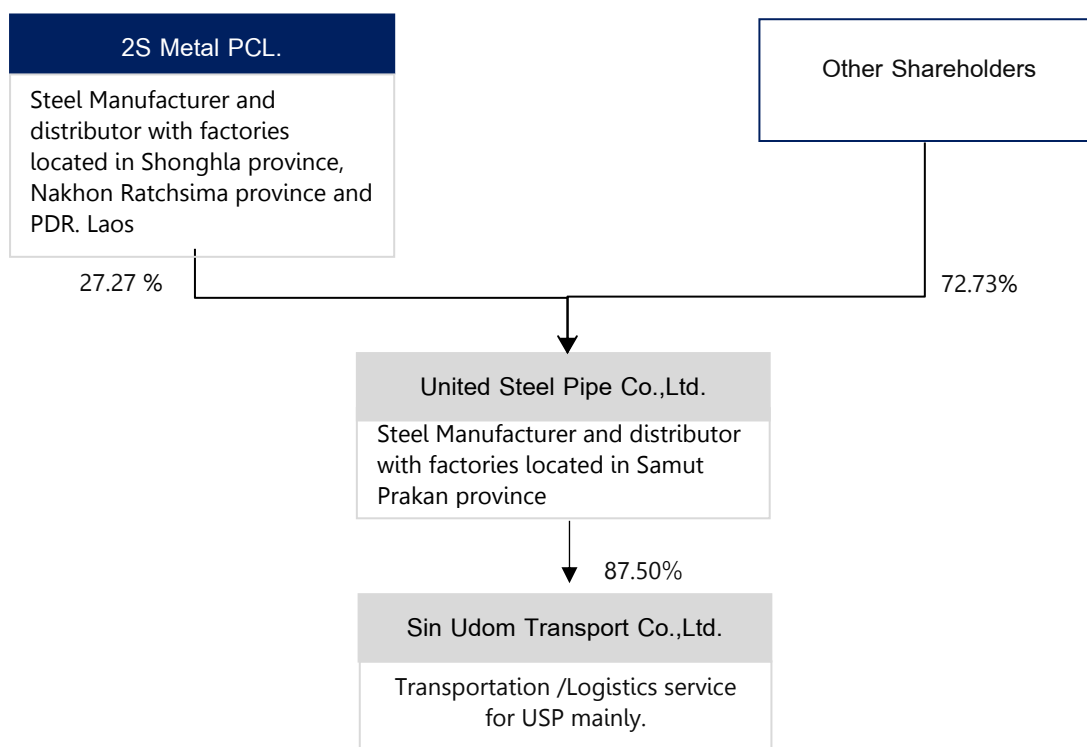 2S Metal PCL.
Other Shareholders
Steel Manufacturer and
distributor with factories
located in Shonghla province,
Nakhon Ratchsima province and
PDR. Laos
27.27 %
72.73%
United Steel Pipe Co.,Ltd.
Steel Manufacturer and distributor
with factories located in Samut
Prakan province
87.50%
Sin Udom Transport Co.,Ltd.
Transportation /Logistics service
for USP mainly.